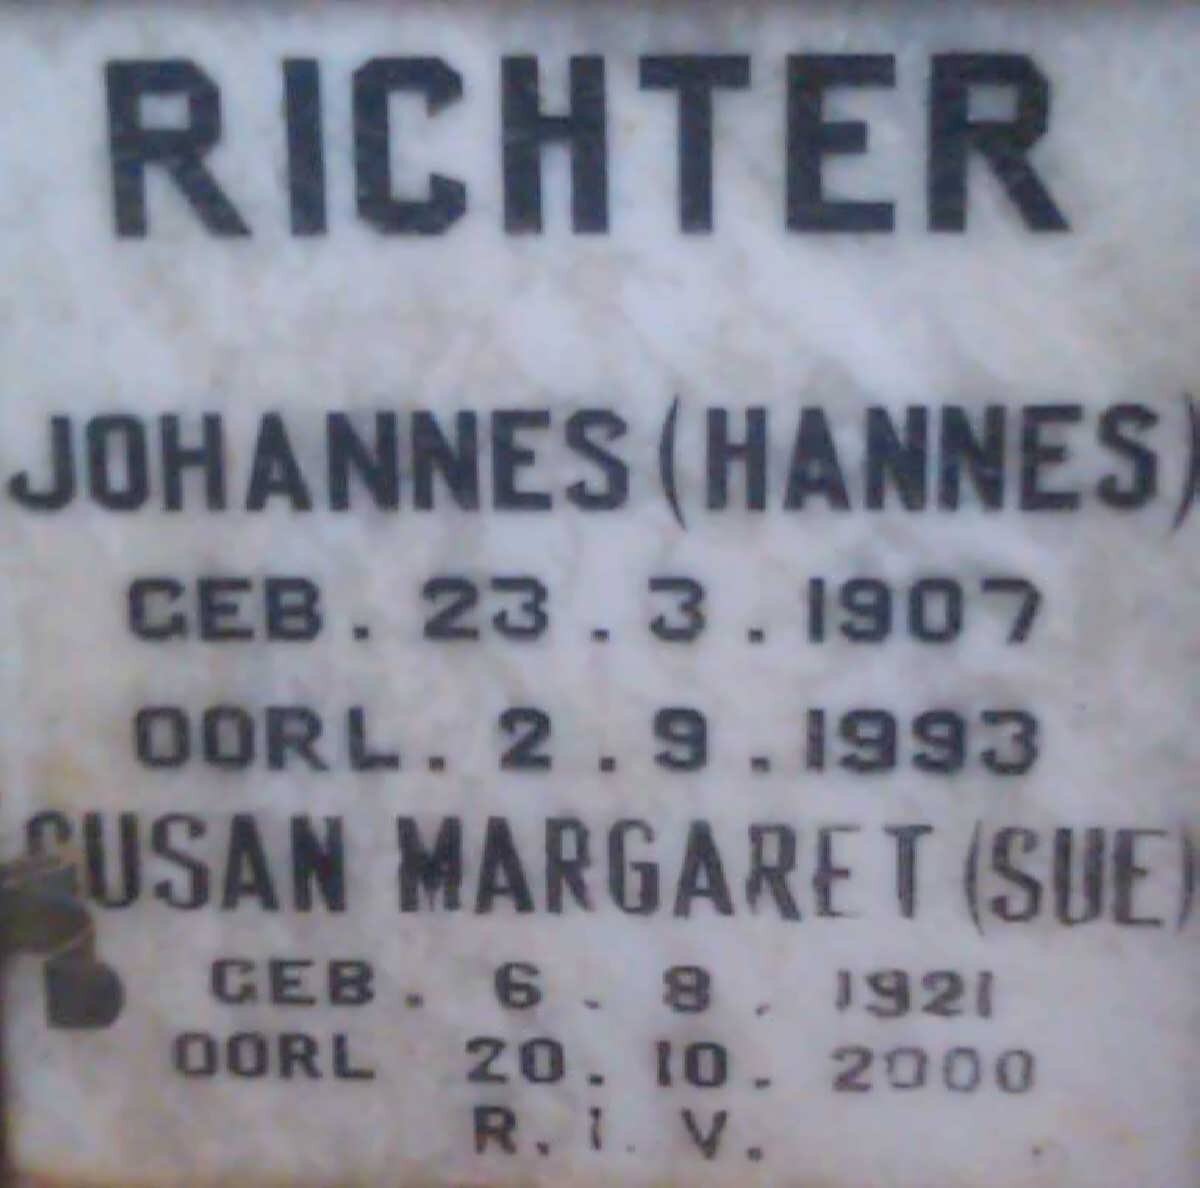 RICHTER
JOHANNES (HANNES)
GEB. 23.3.1907
OORL. 2.9.1993
SUSAN MARGARET (SUE)
GEB. 6.8.1921
OORL 20.10.2000
R.I.V.